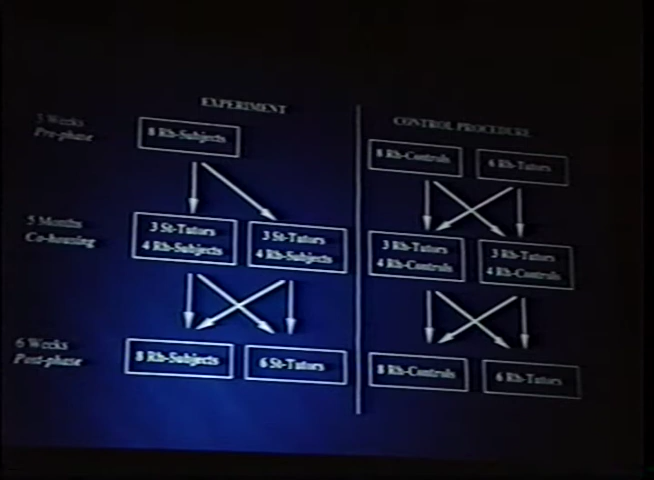 EXPERIMENT
CONTROL PROCEDURE
3 Weeks
Pre-phase
8 Rh-Subjects
8 Rh-Controls
6 Rh-Tutors
5 Months
Co-housing
3 St-Tutors
4 Rh-Subjects
3 St-Tutors
4 Rh-Subjects
3 Rh-Tutors
4 Rh-Controls
3 Rh-Tutors
4 Rh-Controls
6 Weeks
Post-phase
8 Rh-Subjects
6 St-Tutors
8 Rh-Controls
6 Rh-Tutors